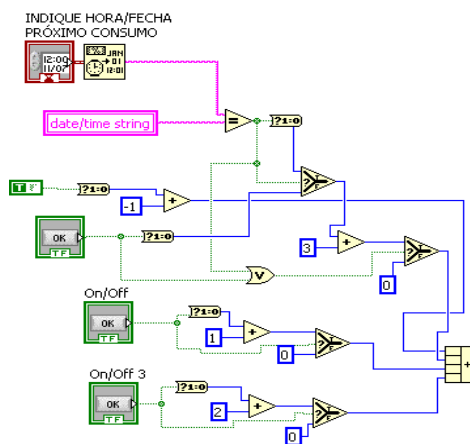 INDIQUE HORA/FECHA
PRÓXIMO CONSUMO
12:00
11/07
JAN
01
12:01
date/time string
=
?1:0
? T F
T
?1:0
-1
+
3
+
? T F
OK
TF
?1:0
V
0
On/Off
OK
TF
?1:0
1
+
0
? T F
+
On/Off 3
OK
TF
?1:0
2
+
0
? T F